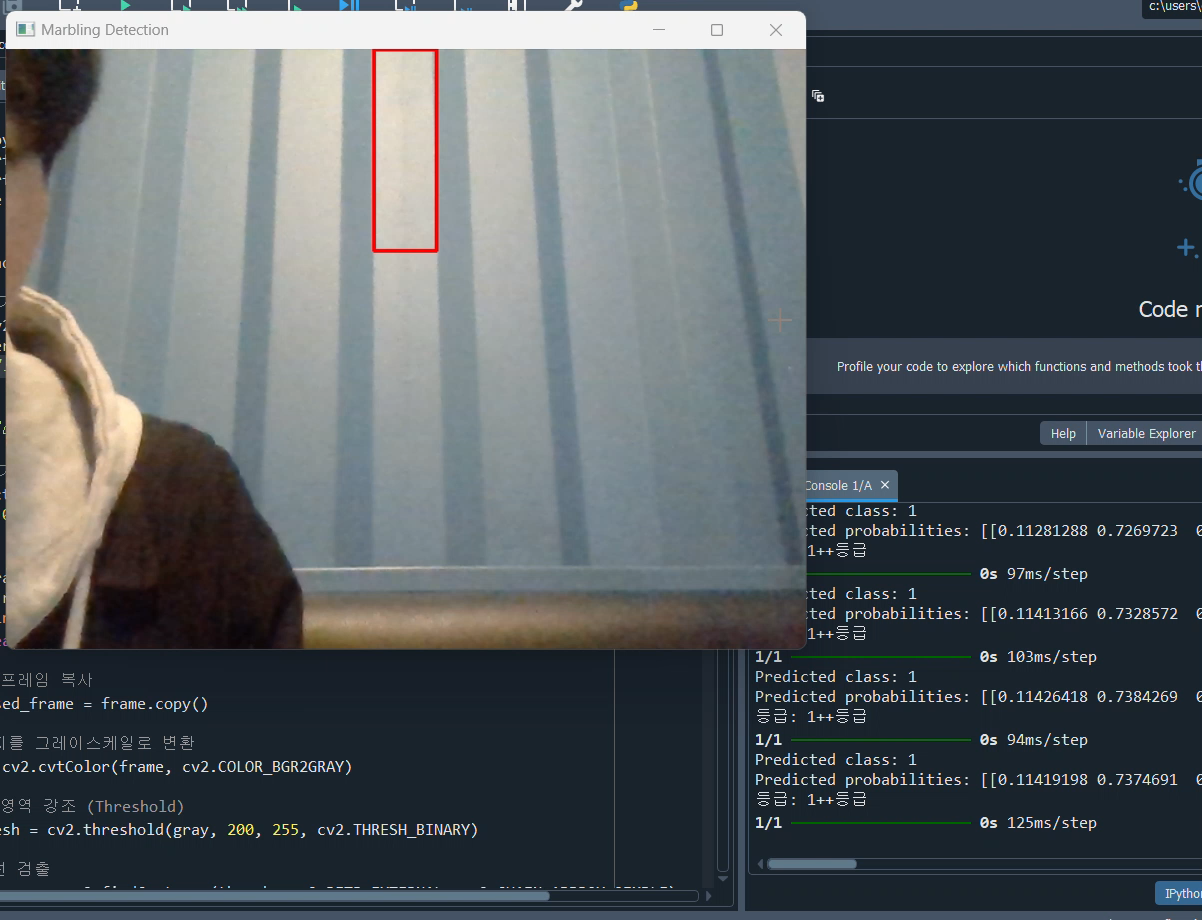 c:\users\
Marbling Detection
Code
Profile your code to explore which functions and methods took
Help
Variable Explorer
Console 1/A
class: 1
probabilities: [[0.11281288 0.7269723
1++등급
0s 97ms/step
class: 1
probabilities: [[0.11413166 0.7328572
1++등급
1/1 0s 103ms/step
Predicted class: 1
Predicted probabilities: [[0.11426418 0.7384269
등급: 1++등급
1/1 0s 94ms/step
Predicted class: 1
Predicted probabilities: [[0.11419198 0.7374691
등급: 1++등급
1/1 0s 125ms/step
프레임 복사
sed_frame = frame.copy()
를 그레이스케일로 변환
cv2.cvtColor(frame, cv2.COLOR_BGR2GRAY)
영역 강조 (Threshold)
esh = cv2.threshold(gray, 200, 255, cv2.THRESH_BINARY)
검출
IPython